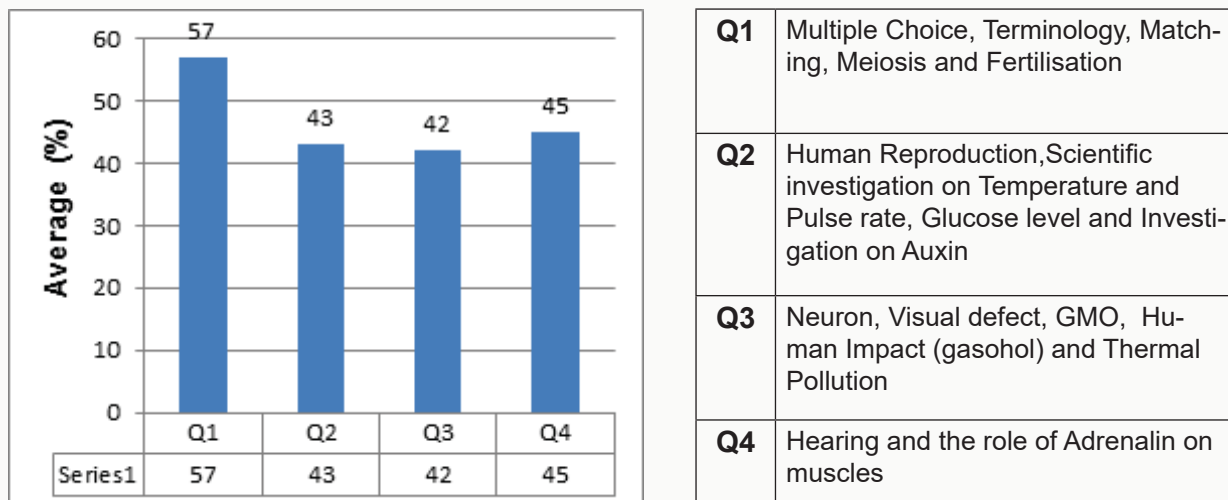 57
60
50
40
30
20
10
0
Average (%)
43
42
45
Q1 Q2 Q3 Q4
Series1 57 43 42 45
Q1 Multiple Choice, Terminology, Match-
ing, Meiosis and Fertilisation
Q2 Human Reproduction,Scientific
investigation on Temperature and
Pulse rate, Glucose level and Investi-
gation on Auxin
Q3 Neuron, Visual defect, GMO, Hu-
man Impact (gasohol) and Thermal
Pollution
Q4 Hearing and the role of Adrenalin on
muscles